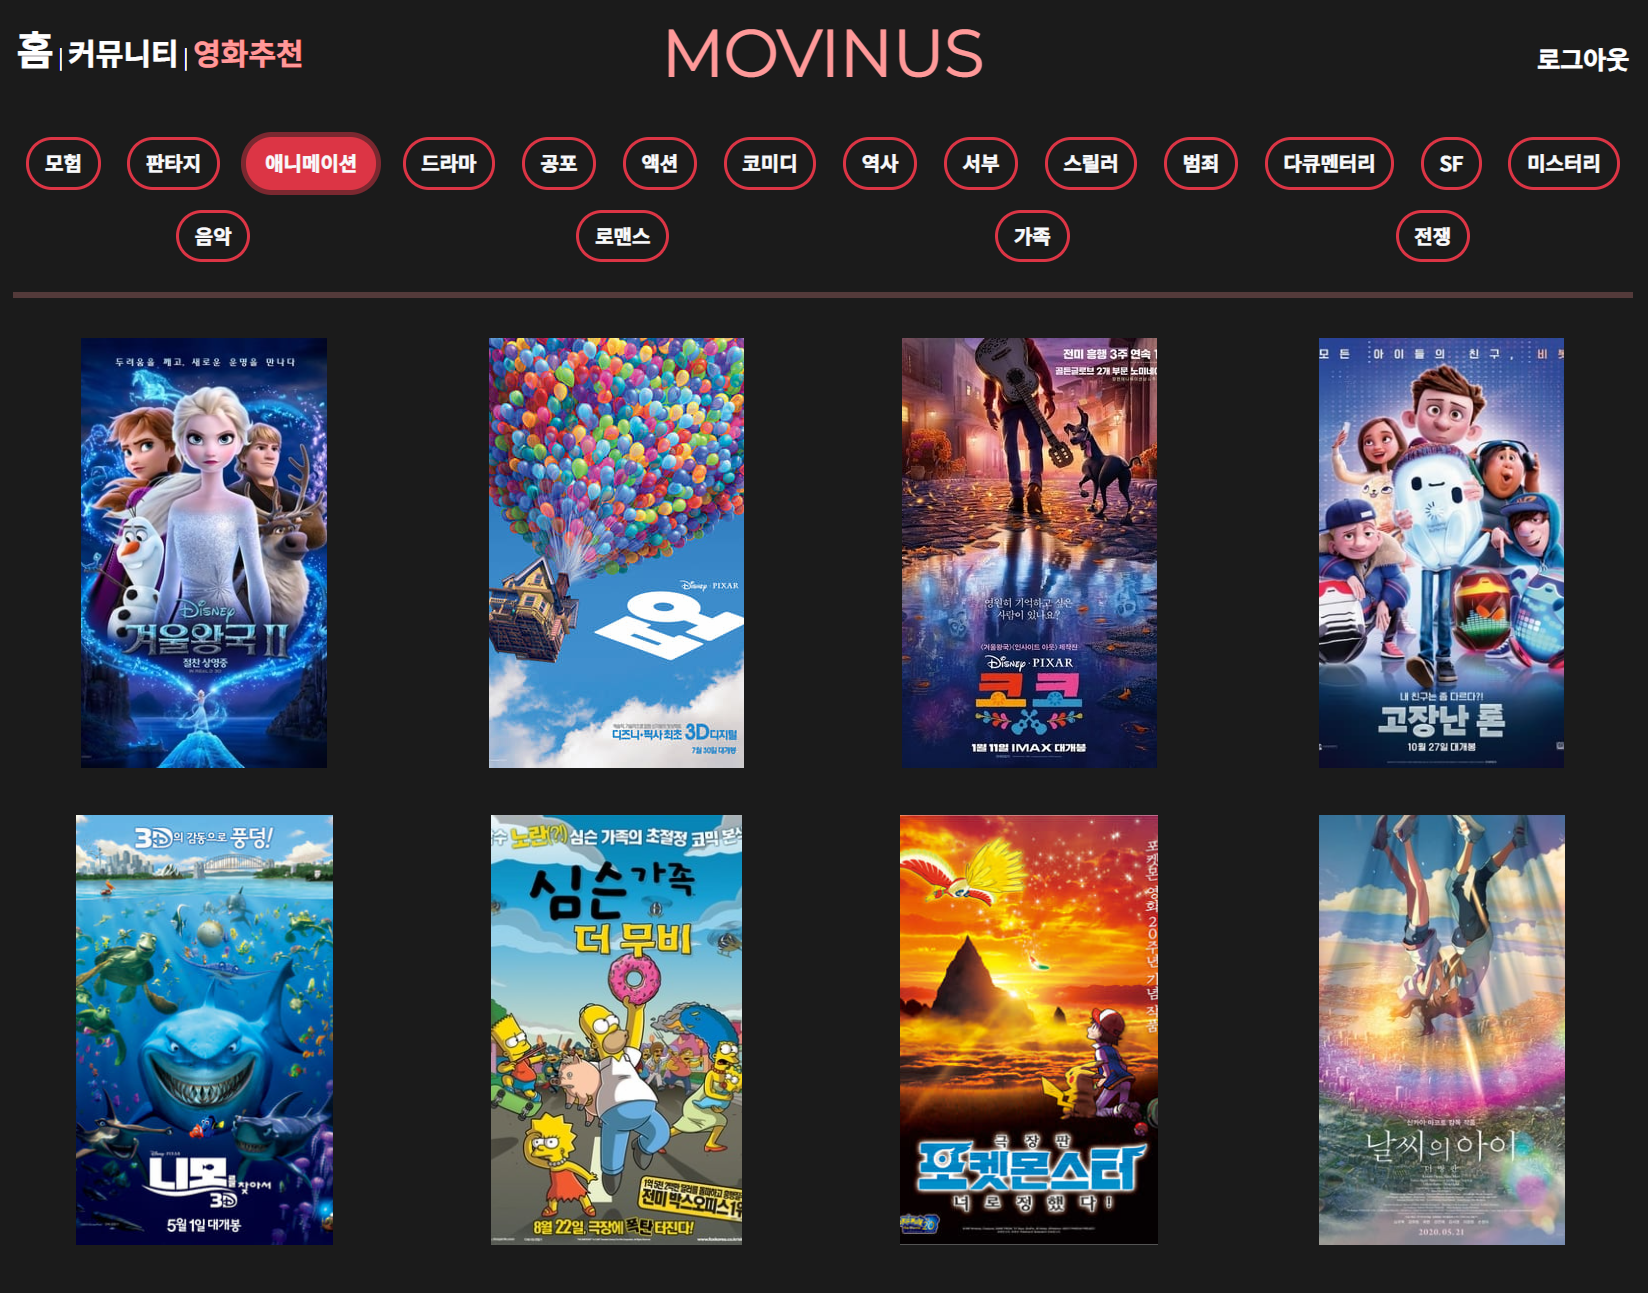 홈 | 커뮤니티 | 영화추천
MOVINUS
로그아웃
모험 판타지 애니메이션 드라마 공포 액션 코미디 역사 서부 스릴러 범죄 다큐멘터리 SF 미스터리
음악 로맨스 가족 전쟁
두려움을 깨고, 새로운 운명을 만나다
DISNEY
겨울왕국 II
절찬 상영중
Disney · PIXAR
업
디즈니·픽사 최초 3D 디지털
7월 30일 대개봉
전미 흥행 3주 연속 1
골든글로브 2개 부문 노미네
영원히 기억하고 싶은
사람이 있나요?
<겨울왕국><인사이드 아웃> 제작진
Disney · PIXAR
코코
1월 11일 IMAX 대개봉
모든 아이들의 친구, 비
내 친구는 좀 다르다?!
고장난 론
10월 27일 대개봉
3D의 감동으로 풍덩!
니모를 찾아서
3D
5월 1일 대개봉
노란(?) 심슨 가족의 초절정 코믹 본
심슨가족
더 무비
전미 박스오피스 1위
8월 22일, 극장에 폭탄 터진다!
포켓몬 영화 20주년 기념 작품
극장판
포켓몬스터
너로 정했다!
신카이 마코토 감독 작품
날씨의 아이
더빙판
2020.05.21